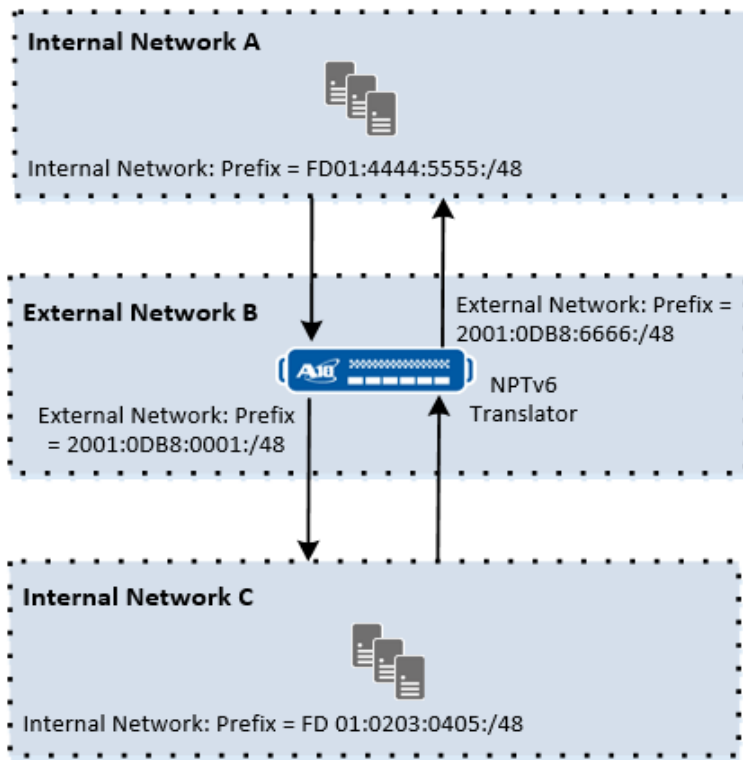 Internal Network A
Internal Network: Prefix = FD01:4444:5555:/48
External Network B
External Network: Prefix =
2001:0DB8:6666:/48
A10
NPTv6
Translator
External Network: Prefix
= 2001:0DB8:0001:/48
Internal Network C
Internal Network: Prefix = FD 01:0203:0405:/48